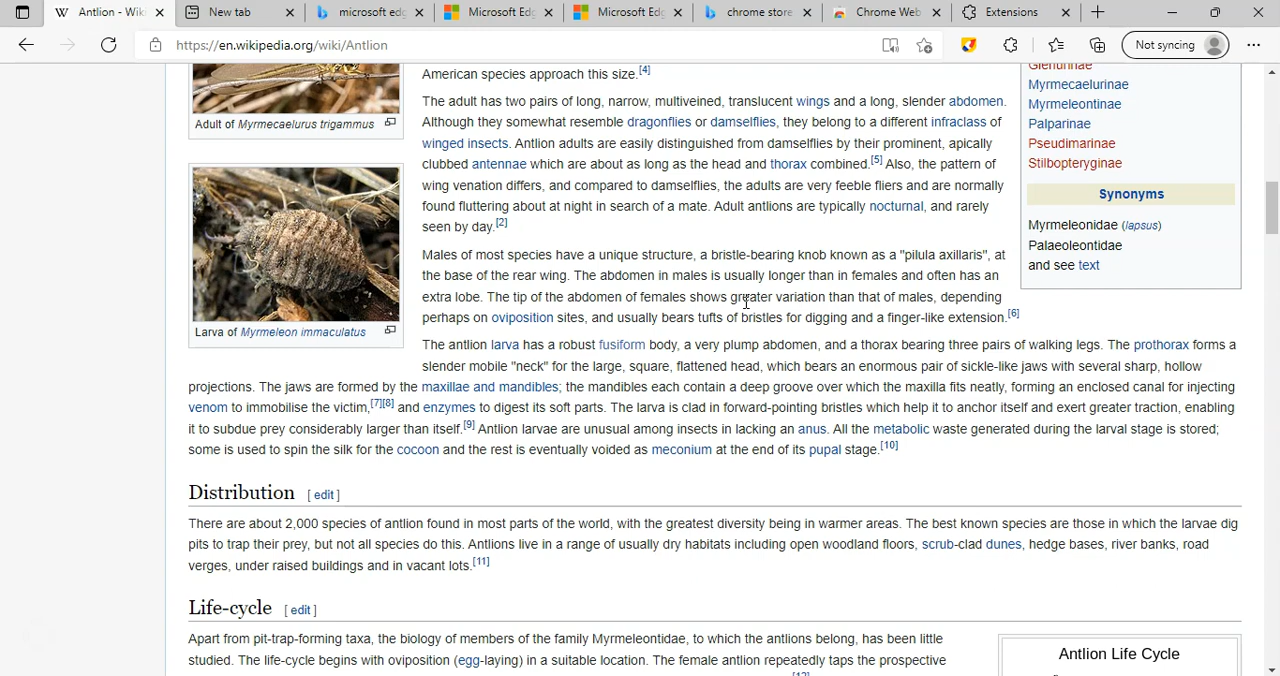 Antlion - Wiki
New tab
microsoft edg
Microsoft Edg
Microsoft Edg
chrome store
Chrome Web
Extensions
https://en.wikipedia.org/wiki/Antlion
Not syncing
American species approach this size.[4]
The adult has two pairs of long, narrow, multiveined, translucent wings and a long, slender abdomen.
Although they somewhat resemble dragonflies or damselflies, they belong to a different infraclass of
winged insects. Antlion adults are easily distinguished from damselflies by their prominent, apically
clubbed antennae which are about as long as the head and thorax combined.[5] Also, the pattern of
wing venation differs, and compared to damselflies, the adults are very feeble fliers and are normally
found fluttering about at night in search of a mate. Adult antlions are typically nocturnal, and rarely
seen by day.[2]
Adult of Myrmecaelurus trigammus
Larva of Myrmeleon immaculatus
Glenurinae
Myrmecaelurinae
Myrmeleontinae
Palparinae
Pseudimarinae
Stilbopteryginae
Synonyms
Myrmeleonidae (lapsus)
Palaeoleontidae
and see text
Males of most species have a unique structure, a bristle-bearing knob known as a "pilula axillaris", at
the base of the rear wing. The abdomen in males is usually longer than in females and often has an
extra lobe. The tip of the abdomen of females shows greater variation than that of males, depending
perhaps on oviposition sites, and usually bears tufts of bristles for digging and a finger-like extension.[6]
The antlion larva has a robust fusiform body, a very plump abdomen, and a thorax bearing three pairs of walking legs. The prothorax forms a
slender mobile "neck" for the large, square, flattened head, which bears an enormous pair of sickle-like jaws with several sharp, hollow
projections. The jaws are formed by the maxillae and mandibles; the mandibles each contain a deep groove over which the maxilla fits neatly, forming an enclosed canal for injecting
venom to immobilise the victim,[7][8] and enzymes to digest its soft parts. The larva is clad in forward-pointing bristles which help it to anchor itself and exert greater traction, enabling
it to subdue prey considerably larger than itself.[9] Antlion larvae are unusual among insects in lacking an anus. All the metabolic waste generated during the larval stage is stored;
some is used to spin the silk for the cocoon and the rest is eventually voided as meconium at the end of its pupal stage.[10]
Distribution [ edit ]
There are about 2,000 species of antlion found in most parts of the world, with the greatest diversity being in warmer areas. The best known species are those in which the larvae dig
pits to trap their prey, but not all species do this. Antlions live in a range of usually dry habitats including open woodland floors, scrub-clad dunes, hedge bases, river banks, road
verges, under raised buildings and in vacant lots.[11]
Life-cycle [ edit ]
Apart from pit-trap-forming taxa, the biology of members of the family Myrmeleontidae, to which the antlions belong, has been little
studied. The life-cycle begins with oviposition (egg-laying) in a suitable location. The female antlion repeatedly taps the prospective
Antlion Life Cycle